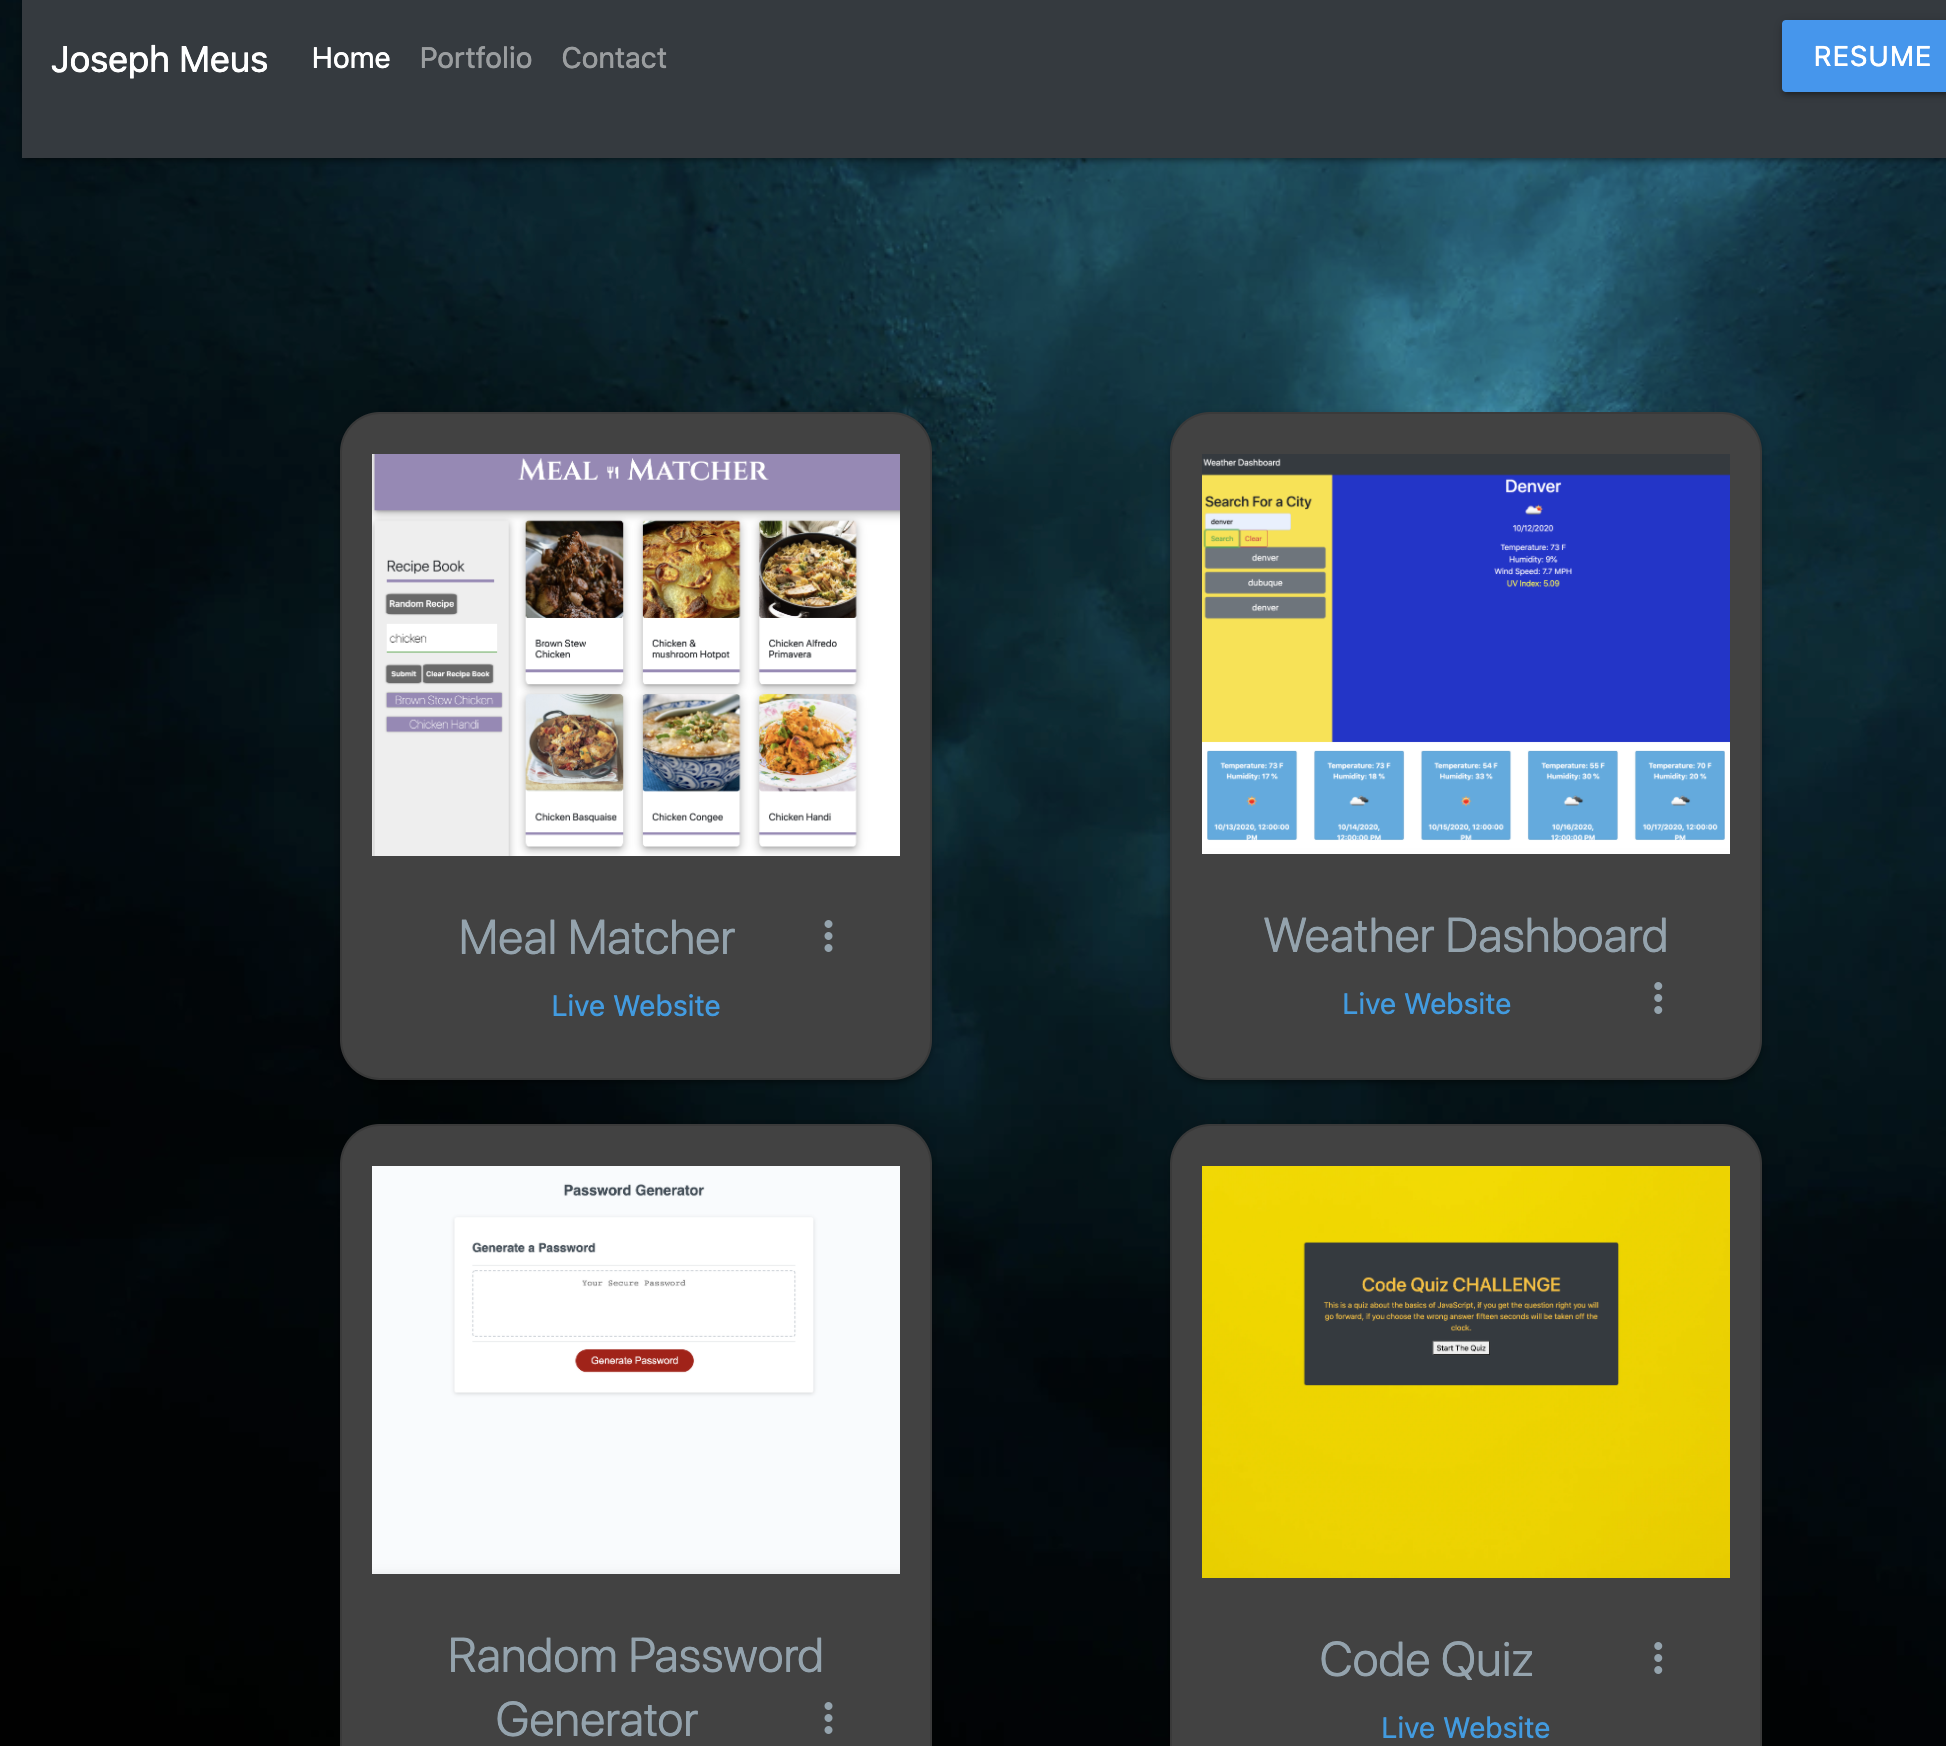 Joseph Meus
Home
Portfolio
Contact
RESUME
MEAL MATCHER
Recipe Book
Random Recipe
chicken
Submit
Clear Recipe Book
Brown Stew Chicken
Chicken Handi
Brown Stew
Chicken
Chicken &
mushroom Hotpot
Chicken Alfredo
Primavera
Chicken Basquaise
Chicken Congee
Chicken Handi
Meal Matcher
Live Website
Weather Dashboard
Search For a City
denver
Search
Clear
denver
dubuque
denver
Denver
10/12/2020
Temperature: 73 F
Humidity: 9%
Wind Speed: 7.7 MPH
UV Index: 5.09
Temperature: 73 F
Humidity: 17 %
10/13/2020, 12:00:00
PM
Temperature: 73 F
Humidity: 18 %
10/14/2020,
12:00:00 PM
Temperature: 54 F
Humidity: 33 %
10/15/2020, 12:00:00
PM
Temperature: 55 F
Humidity: 30 %
10/16/2020,
12:00:00 PM
Temperature: 70 F
Humidity: 20 %
10/17/2020, 12:00:00
PM
Weather Dashboard
Live Website
Password Generator
Generate a Password
Your Secure Password
Generate Password
Random Password
Generator
Code Quiz CHALLENGE
This is a quiz about the basics of JavaScript, if you get the question right you will
go forward, if you choose the wrong answer fifteen seconds will be taken off the
clock.
Start The Quiz
Code Quiz
Live Website